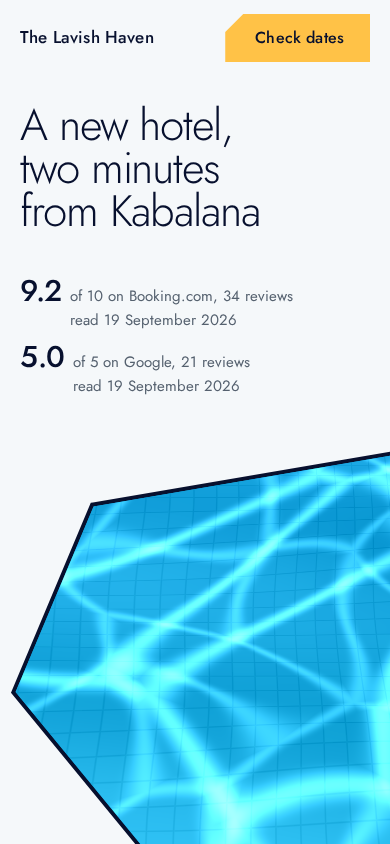 The Lavish Haven
Check dates
A new hotel,
two minutes
from Kabalana
9.2 of 10 on Booking.com, 34 reviews
read 19 September 2026
5.0 of 5 on Google, 21 reviews
read 19 September 2026